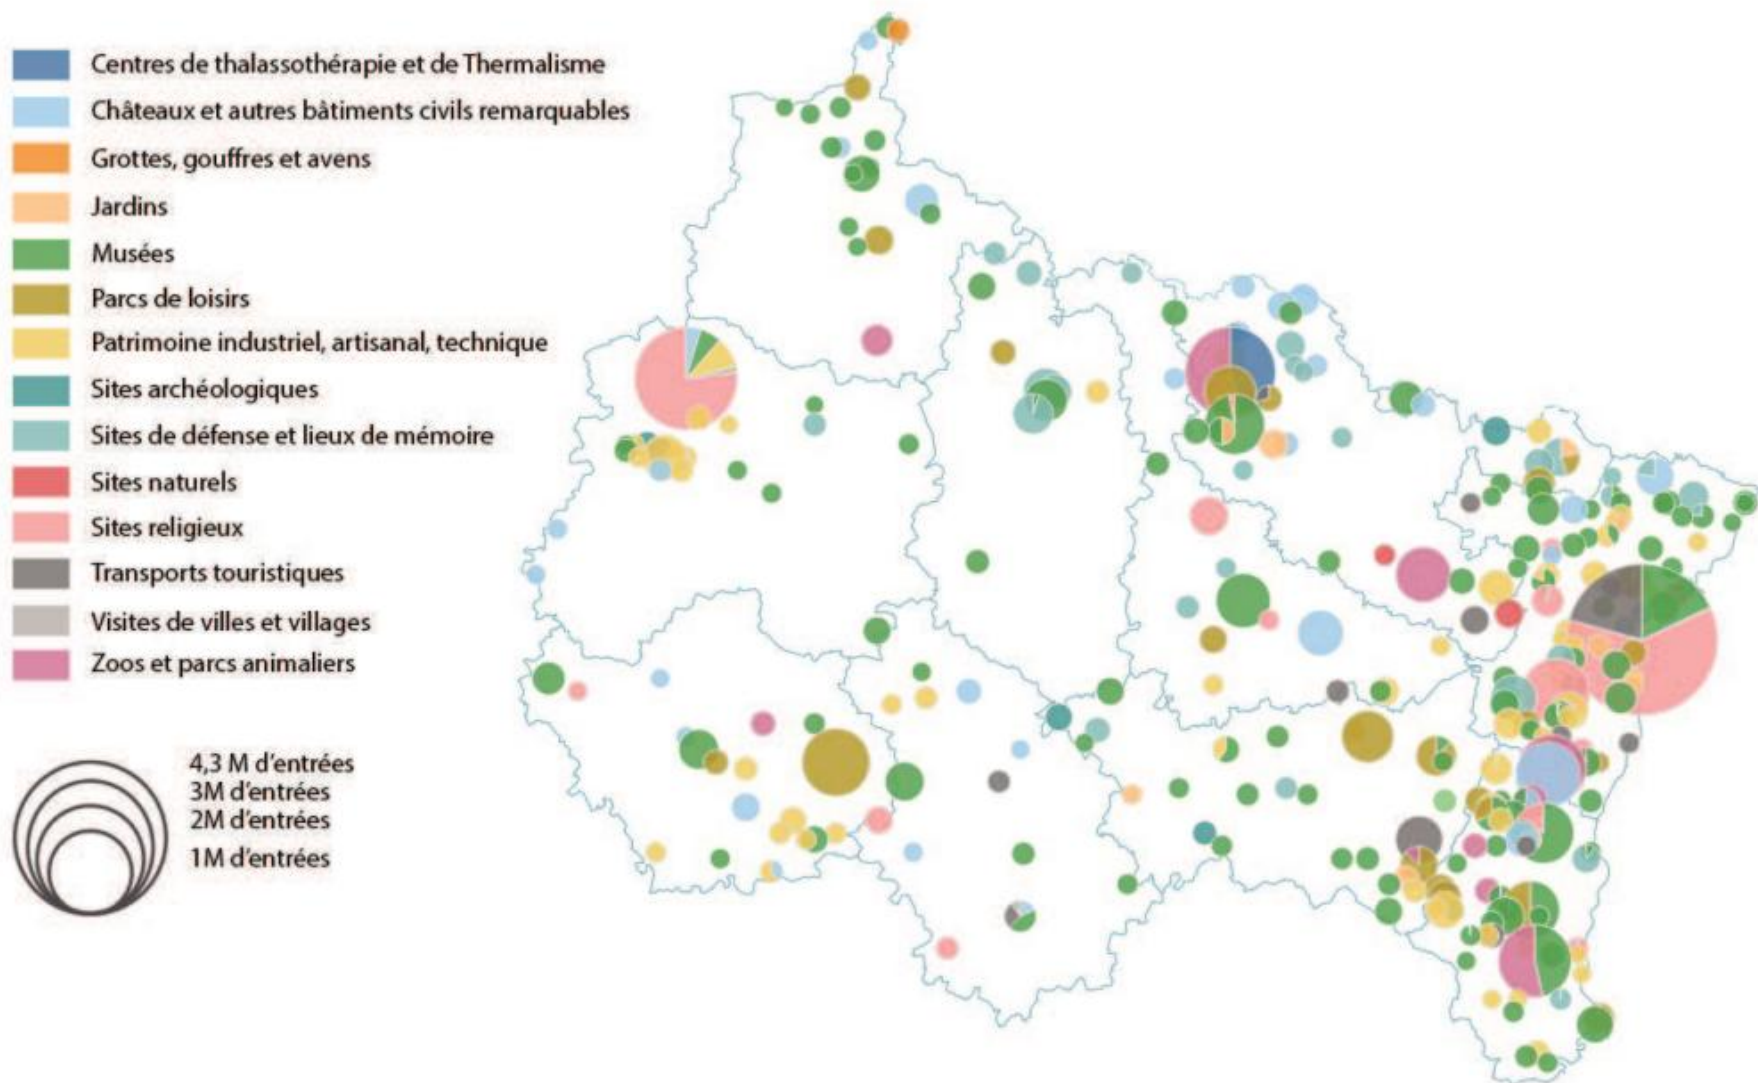 Centres de thalassothérapie et de Thermalisme
Châteaux et autres bâtiments civils remarquables
Grottes, gouffres et avens
Jardins
Musées
Parcs de loisirs
Patrimoine industriel, artisanal, technique
Sites archéologiques
Sites de défense et lieux de mémoire
Sites naturels
Sites religieux
Transports touristiques
Visites de villes et villages
Zoos et parcs animaliers
4,3 M d'entrées
3M d'entrées
2M d'entrées
1M d'entrées